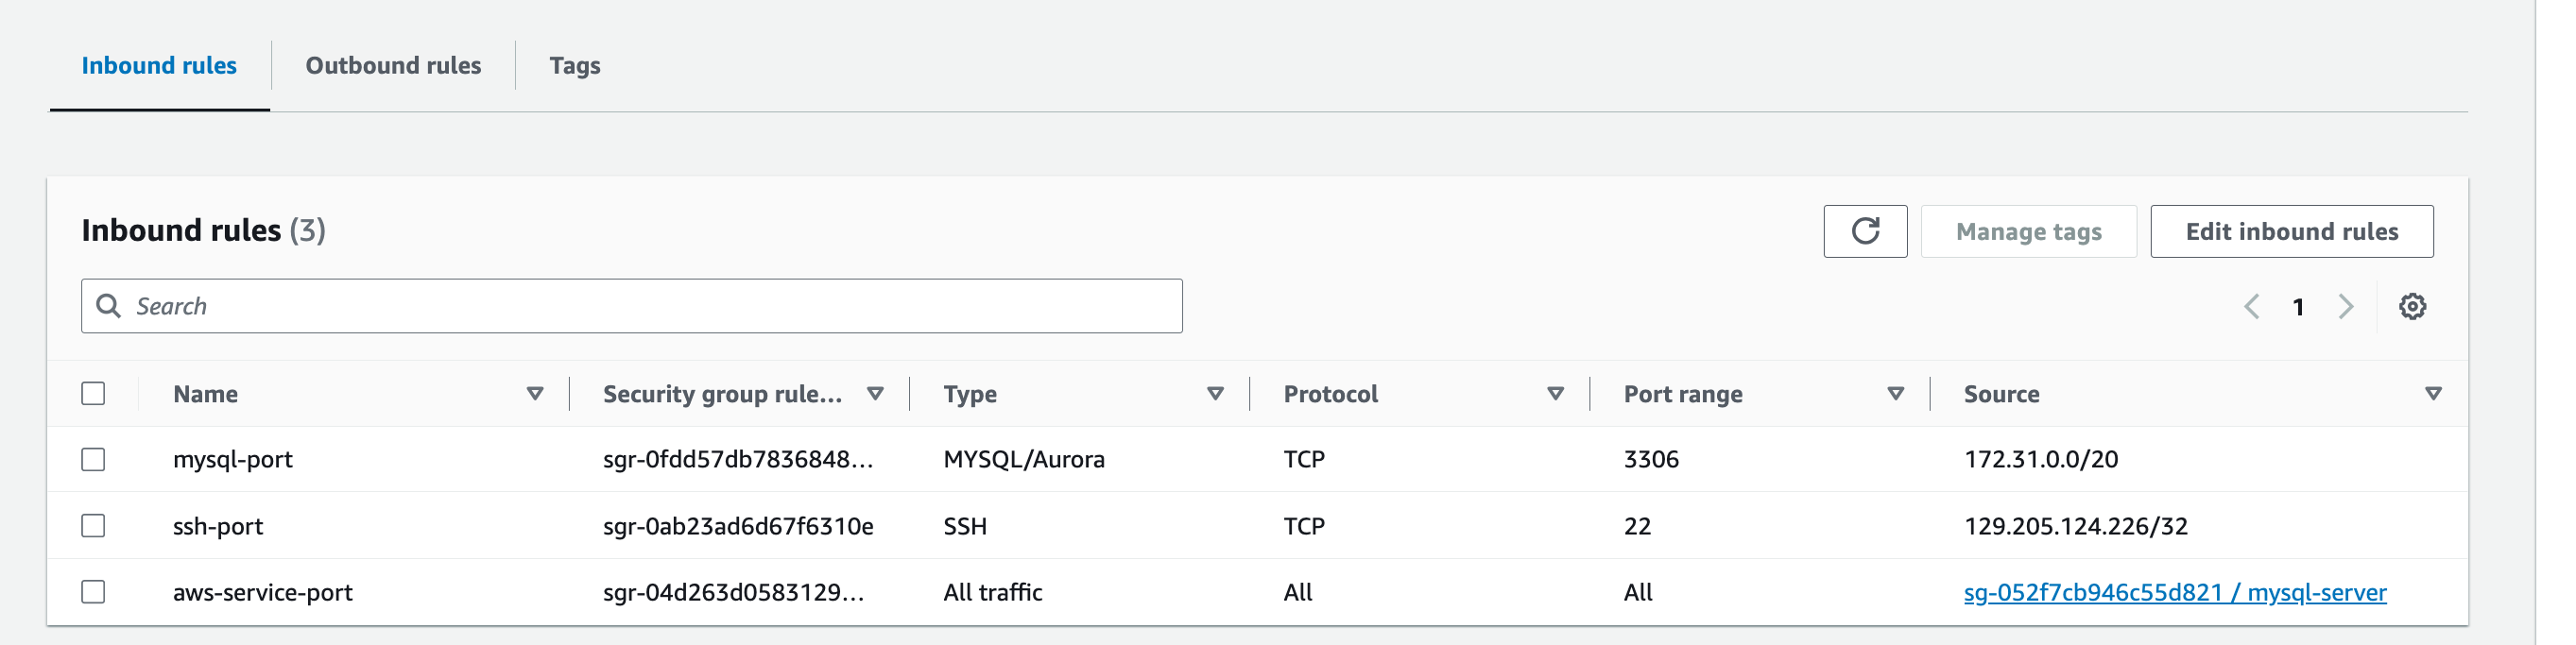 Inbound rules Outbound rules Tags
Inbound rules (3) Manage tags Edit inbound rules
Search 1
Name Security group rule... Type Protocol Port range Source
mysql-port sgr-0fdd57db7836848... MYSQL/Aurora TCP 3306 172.31.0.0/20
ssh-port sgr-0ab23ad6d67f6310e SSH TCP 22 129.205.124.226/32
aws-service-port sgr-04d263d0583129... All traffic All All sg-052f7cb946c55d821 / mysql-server